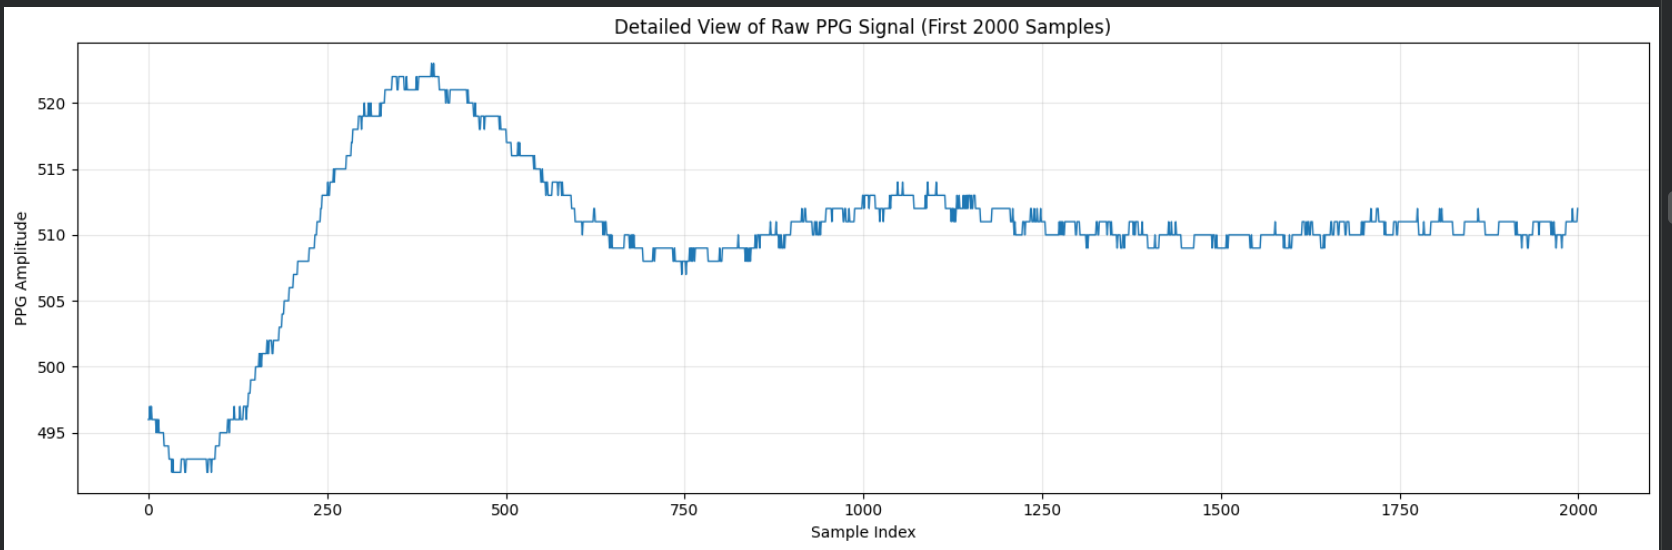 Detailed View of Raw PPG Signal (First 2000 Samples)
520
515
510
505
500
495
PPG Amplitude
0 250 500 750 1000 1250 1500 1750 2000
Sample Index